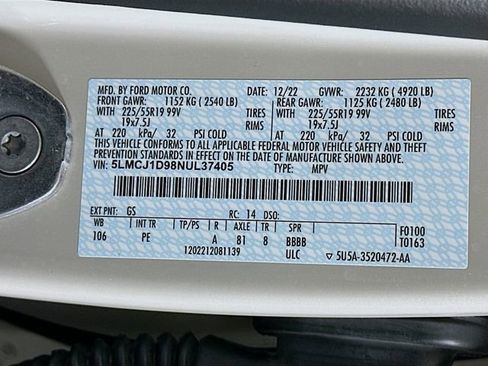 MFD. BY FORD MOTOR CO. 12/22 GVWR: 2232 KG ( 4920 LB)
FRONT GAWR: 1152 KG ( 2540 LB) REAR GAWR: 1125 KG ( 2480 LB)
WITH 225/55R19 99V TIRES WITH 225/55R19 99V TIRES
19x7.5J RIMS 19x7.5J RIMS
AT 220 kPa/ 32 PSI COLD AT 220 kPa/ 32 PSI COLD
THIS VEHICLE CONFORMS TO ALL APPLICABLE FEDERAL MOTOR
VEHICLE SAFETY AND THEFT PREVENTION STANDARDS IN EFFECT ON
THE DATE OF MANUFACTURE SHOWN ABOVE.
VIN: 5LMCJ1D98NUL37405 TYPE: MPV
EXT PNT: GS RC: 14 DSO: F0100
WB INT TR TP/PS R AXLE TR SPR T0163
106 PE A 81 8 BBBB
1202212081139 ULC ▽ 5U5A-3520472-AA